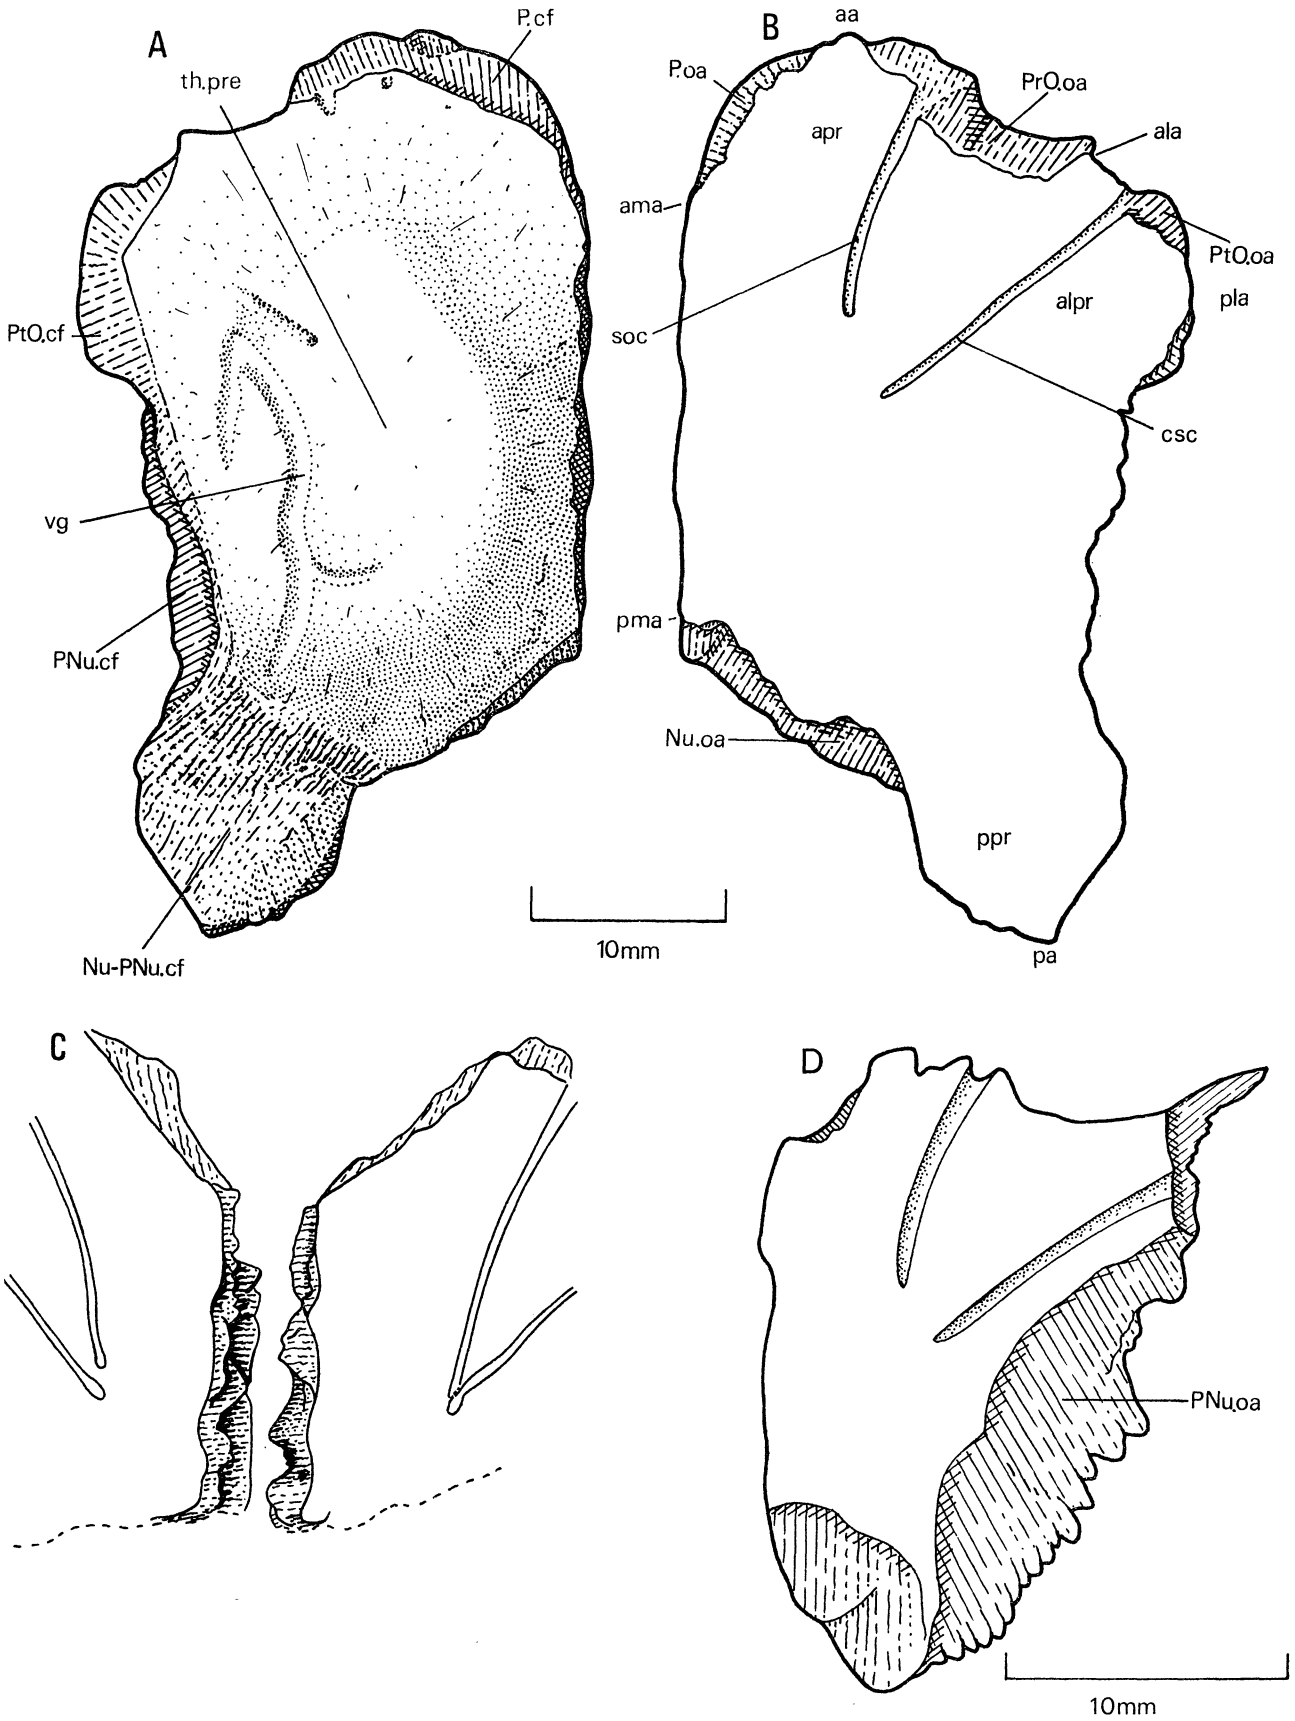 A
P.cf
th.pre
PtO.cf
vg
PNu.cf
Nu-PNu.cf
B
aa
P.oa
PrO.oa
apr
ala
ama
PtO.oa
alpr
pla
soc
csc
pma
Nu.oa
ppr
pa
10mm
C
D
PNu.oa
10mm